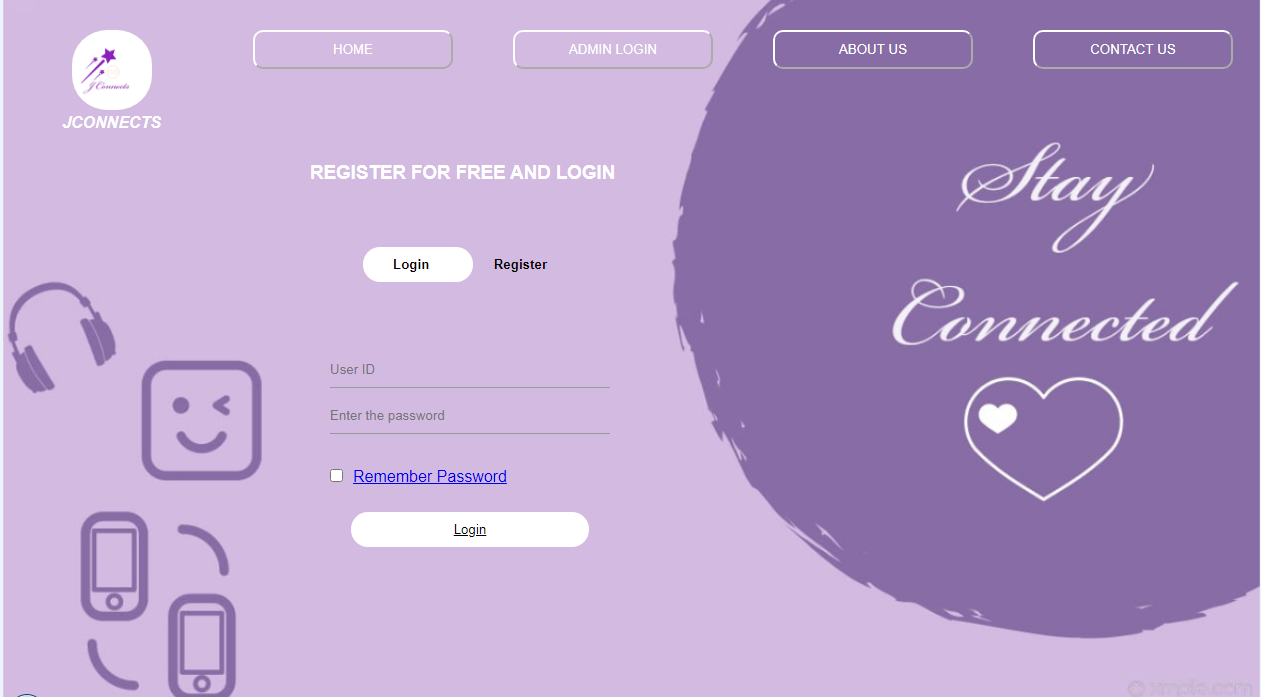 HOME
ADMIN LOGIN
ABOUT US
CONTACT US
J Connects
JCONNECTS
REGISTER FOR FREE AND LOGIN
Stay
Connected
Login
Register
User ID
Enter the password
Remember Password
Login